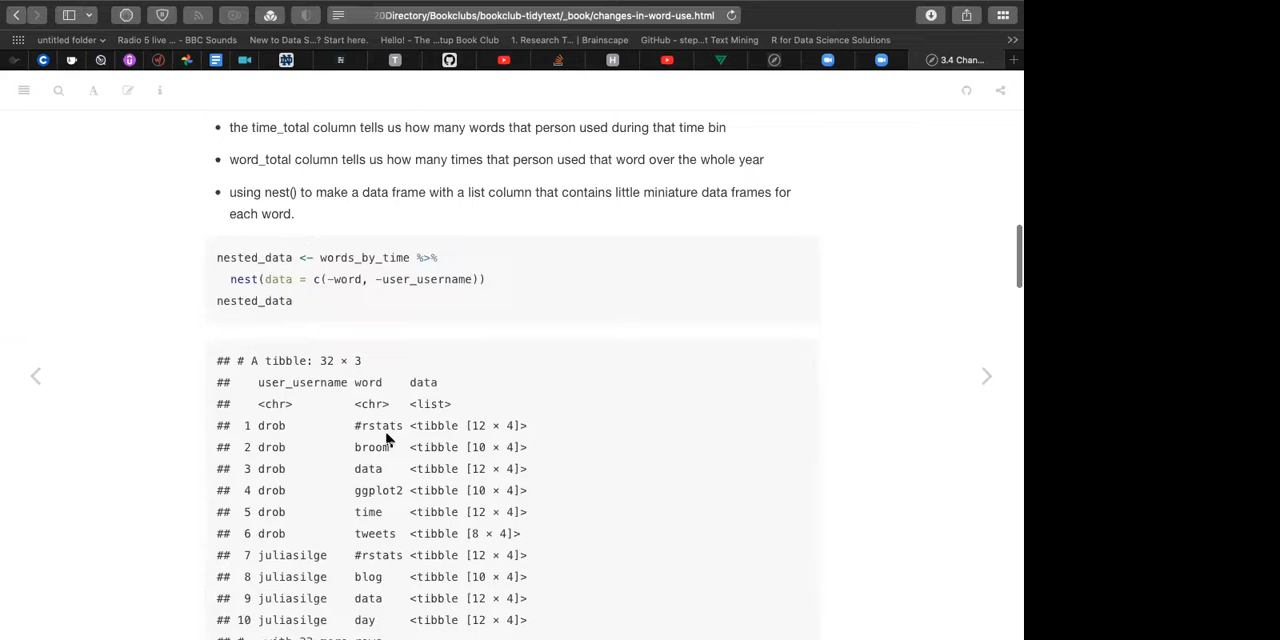 20Directory/Bookclubs/bookclub-tidytext/_book/changes-in-word-use.html
untitled folder
Radio 5 live ... - BBC Sounds
New to Data S...? Start here.
Hello! - The ...tup Book Club
1. Research T... | Brainscape
GitHub - step...t Text Mining
R for Data Science Solutions
3.4 Chan...
• the time_total column tells us how many words that person used during that time bin
• word_total column tells us how many times that person used that word over the whole year
• using nest() to make a data frame with a list column that contains little miniature data frames for
each word.
nested_data <- words_by_time %>%
  nest(data = c(-word, -user_username))
nested_data
## # A tibble: 32 × 3
##    user_username word    data
##    <chr>         <chr>   <list>
##  1 drob          #rstats <tibble [12 × 4]>
##  2 drob          broom   <tibble [10 × 4]>
##  3 drob          data    <tibble [12 × 4]>
##  4 drob          ggplot2 <tibble [10 × 4]>
##  5 drob          time    <tibble [12 × 4]>
##  6 drob          tweets  <tibble [8 × 4]>
##  7 juliasilge    #rstats <tibble [12 × 4]>
##  8 juliasilge    blog    <tibble [10 × 4]>
##  9 juliasilge    data    <tibble [12 × 4]>
## 10 juliasilge    day     <tibble [12 × 4]>